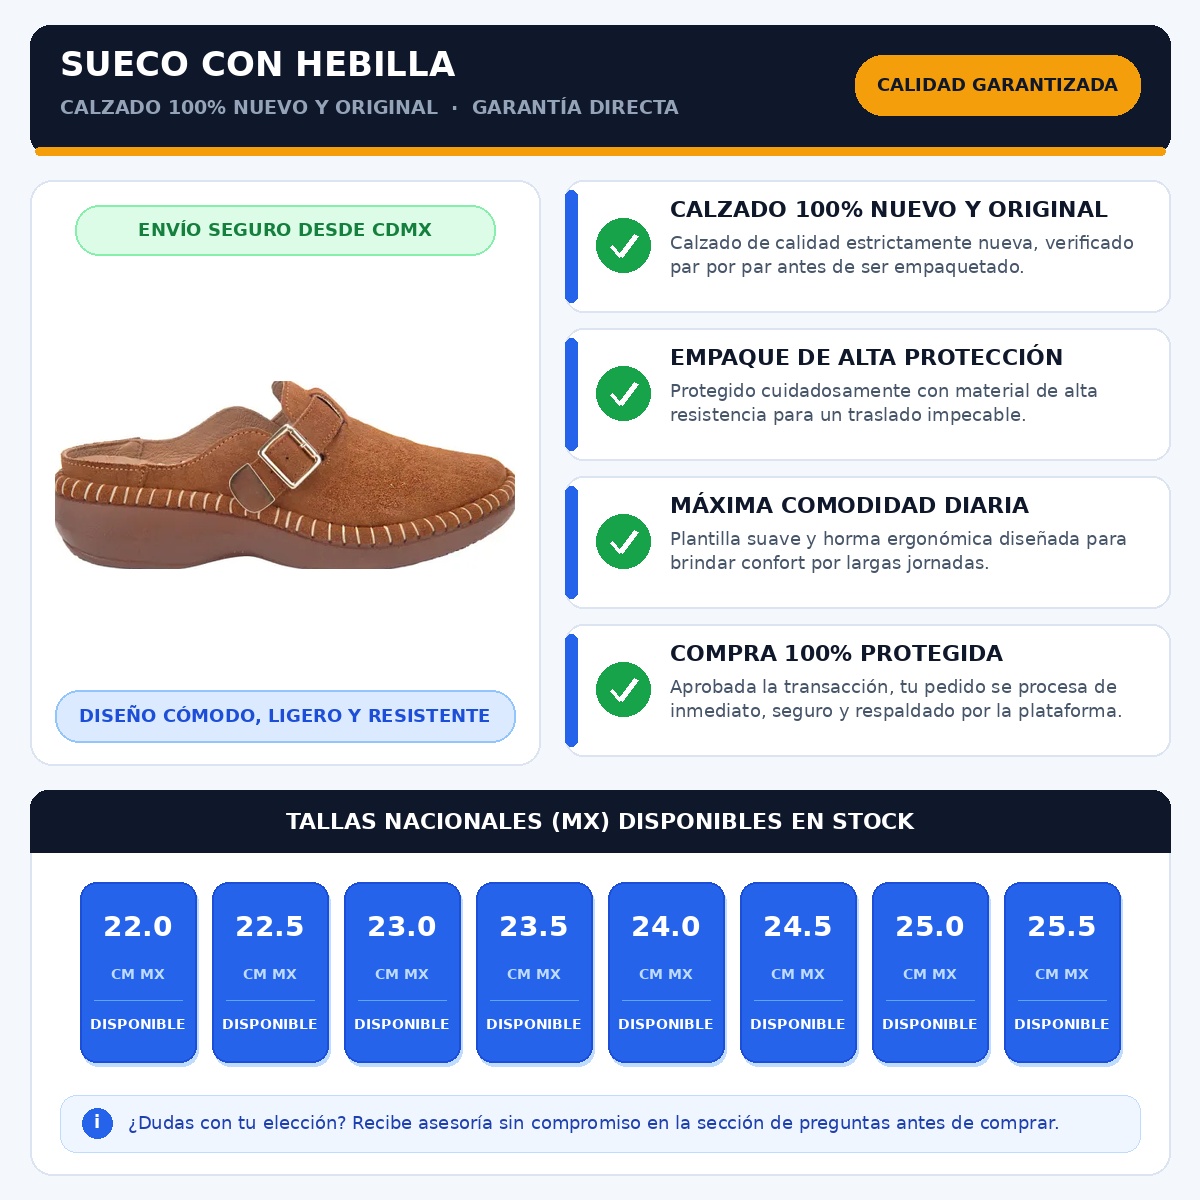 SUECO CON HEBILLA
CALZADO 100% NUEVO Y ORIGINAL · GARANTÍA DIRECTA
CALIDAD GARANTIZADA
ENVÍO SEGURO DESDE CDMX
DISEÑO CÓMODO, LIGERO Y RESISTENTE
CALZADO 100% NUEVO Y ORIGINAL
Calzado de calidad estrictamente nueva, verificado
par por par antes de ser empaquetado.
EMPAQUE DE ALTA PROTECCIÓN
Protegido cuidadosamente con material de alta
resistencia para un traslado impecable.
MÁXIMA COMODIDAD DIARIA
Plantilla suave y horma ergonómica diseñada para
brindar confort por largas jornadas.
COMPRA 100% PROTEGIDA
Aprobada la transacción, tu pedido se procesa de
inmediato, seguro y respaldado por la plataforma.
TALLAS NACIONALES (MX) DISPONIBLES EN STOCK
22.0 22.5 23.0 23.5 24.0 24.5 25.0 25.5
CM MX CM MX CM MX CM MX CM MX CM MX CM MX CM MX
DISPONIBLE DISPONIBLE DISPONIBLE DISPONIBLE DISPONIBLE DISPONIBLE DISPONIBLE DISPONIBLE
i ¿Dudas con tu elección? Recibe asesoría sin compromiso en la sección de preguntas antes de comprar.